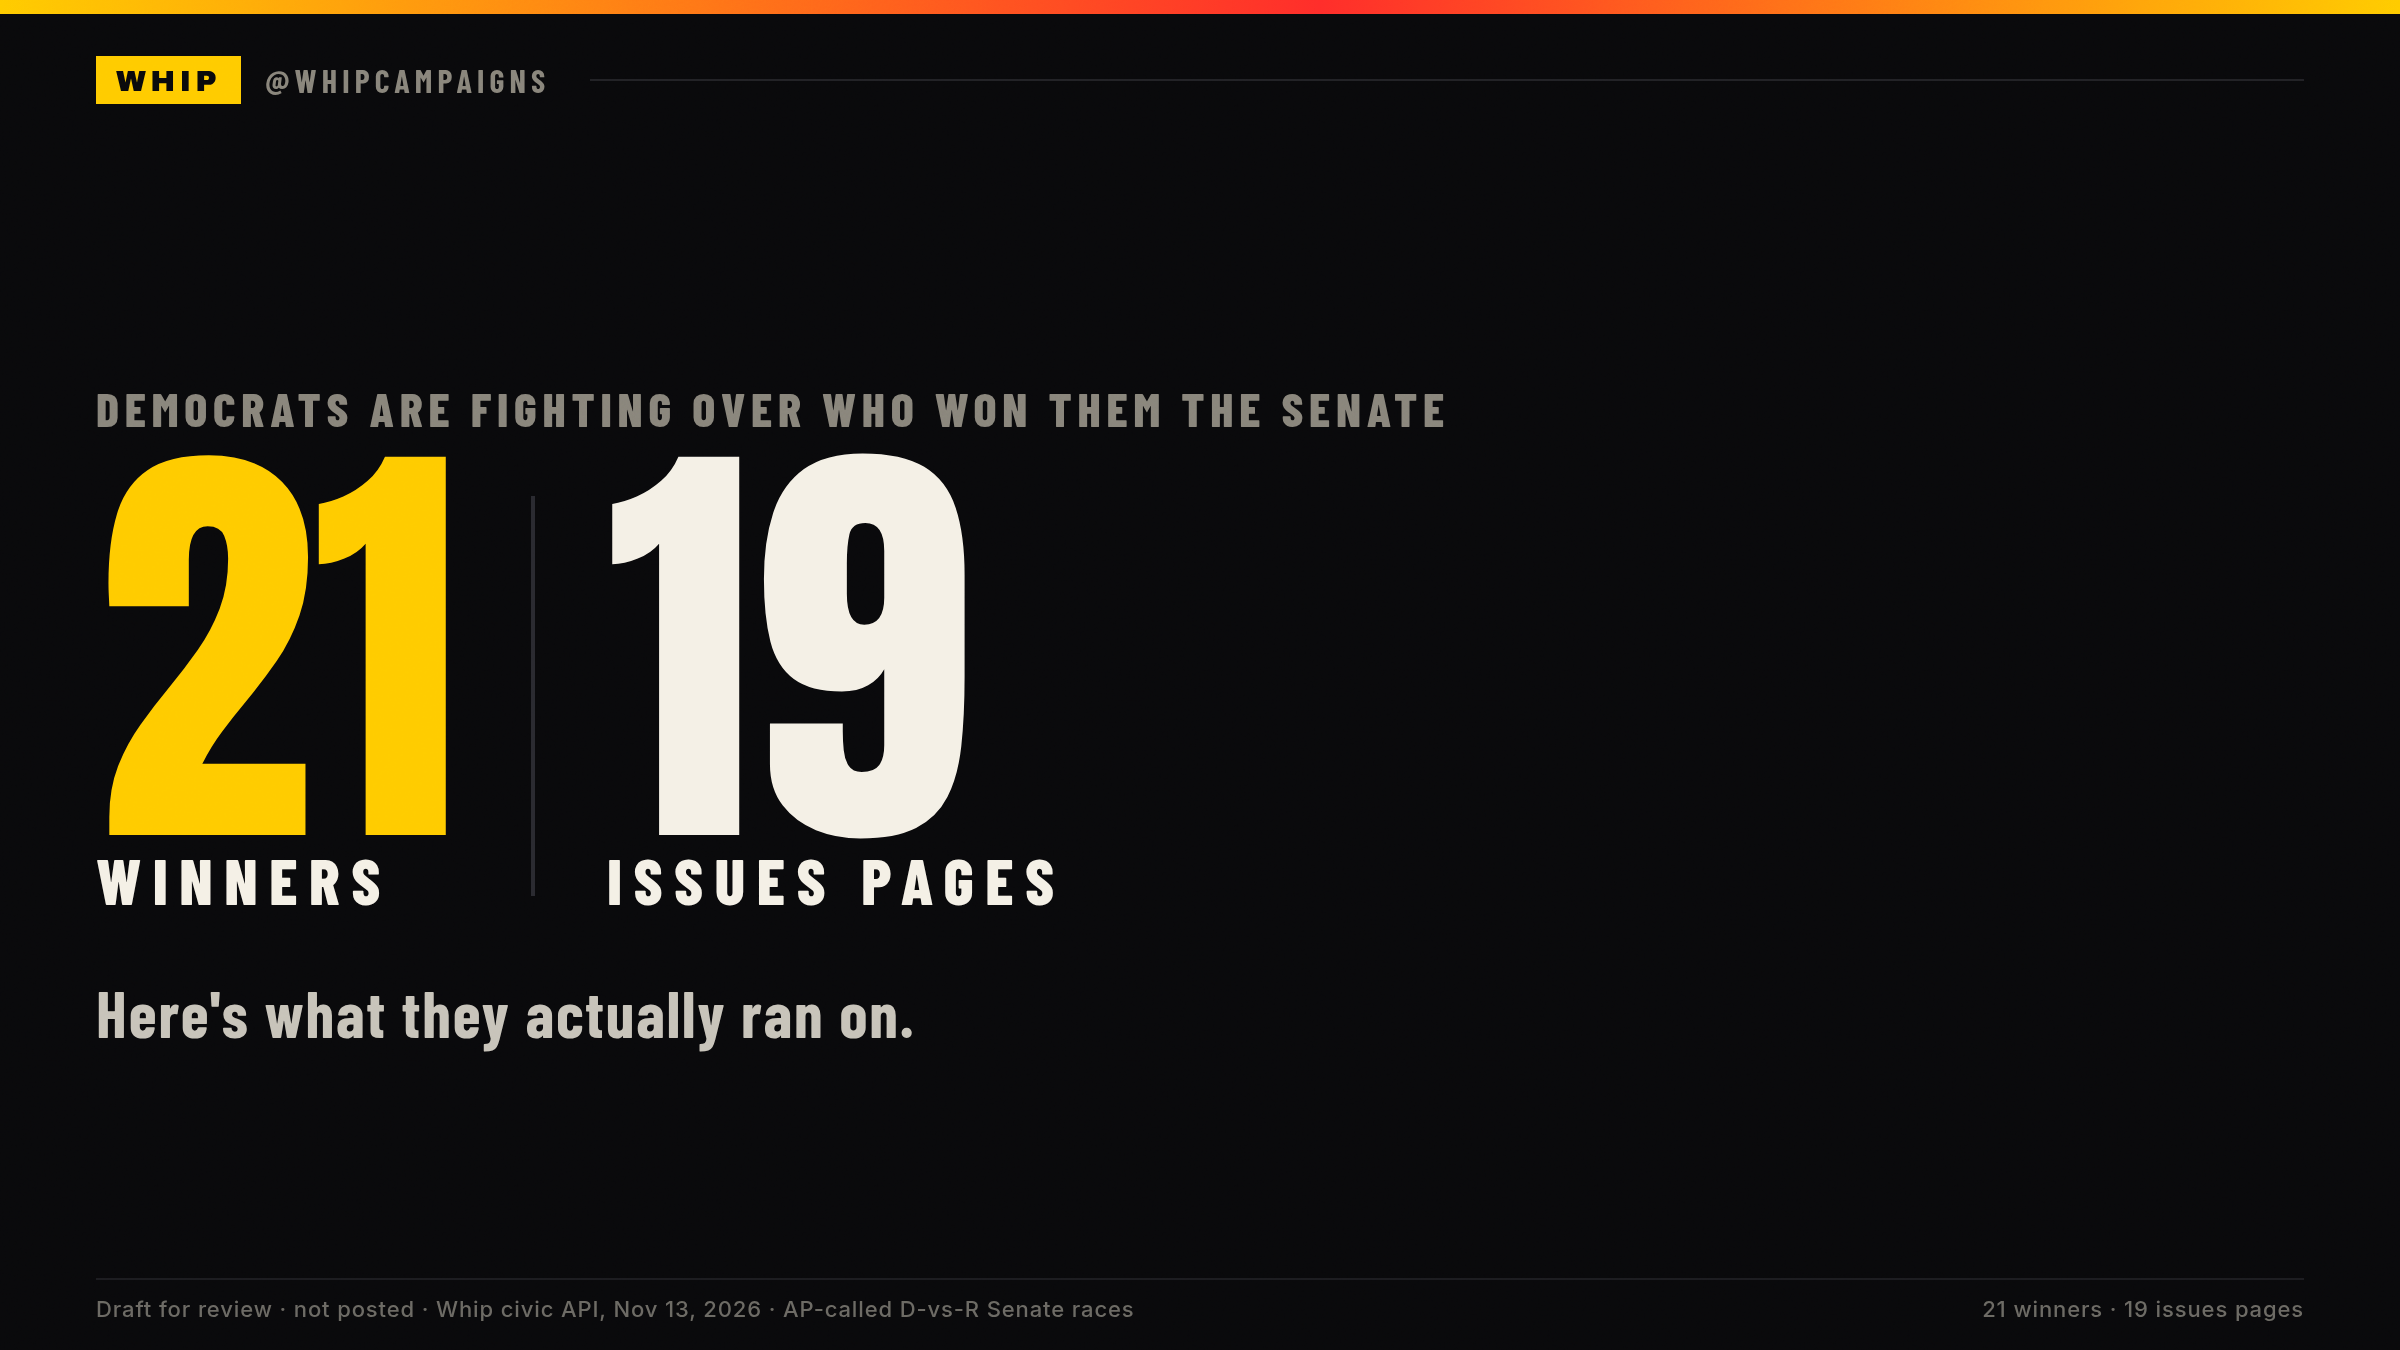 WHIP @WHIPCAMPAIGNS
DEMOCRATS ARE FIGHTING OVER WHO WON THEM THE SENATE
21 19
WINNERS ISSUES PAGES
Here's what they actually ran on.
Draft for review · not posted · Whip civic API, Nov 13, 2026 · AP-called D-vs-R Senate races 21 winners · 19 issues pages